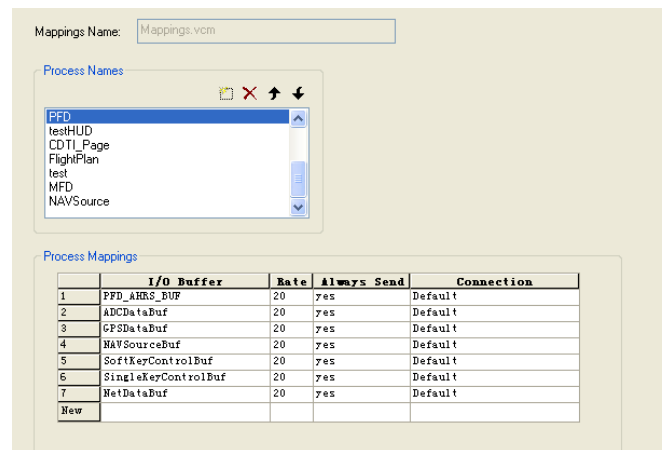 Mappings Name: Mappings.vcm
Process Names
PFD
testHUD
CDTI_Page
FlightPlan
test
MFD
NAVSource
Process Mappings
I/O Buffer Rate Always Send Connection
1 PFD_AHRS_BUF 20 yes Default
2 ADCDataBuf 20 yes Default
3 GPSDataBuf 20 yes Default
4 NAVSourceBuf 20 yes Default
5 SoftKeyControlBuf 20 yes Default
6 SingleKeyControlBuf 20 yes Default
7 NetDataBuf 20 yes Default
New